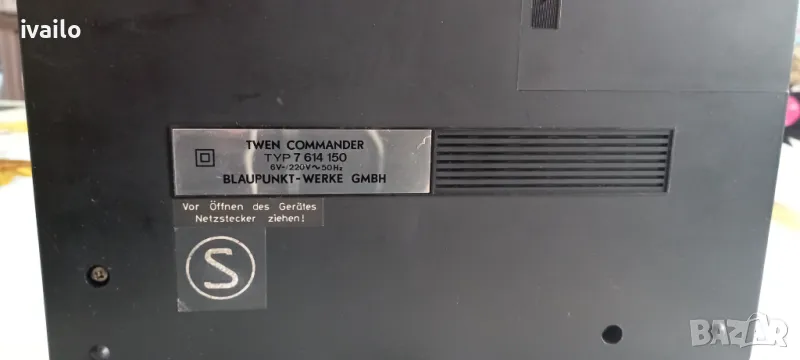 ivailo
TWEN COMMANDER
TYP 7 614 150
6V-/220V~50Hz
BLAUPUNKT-WERKE GMBH
Vor Öffnen des Gerätes
Netzstecker ziehen!
S
BAZAR